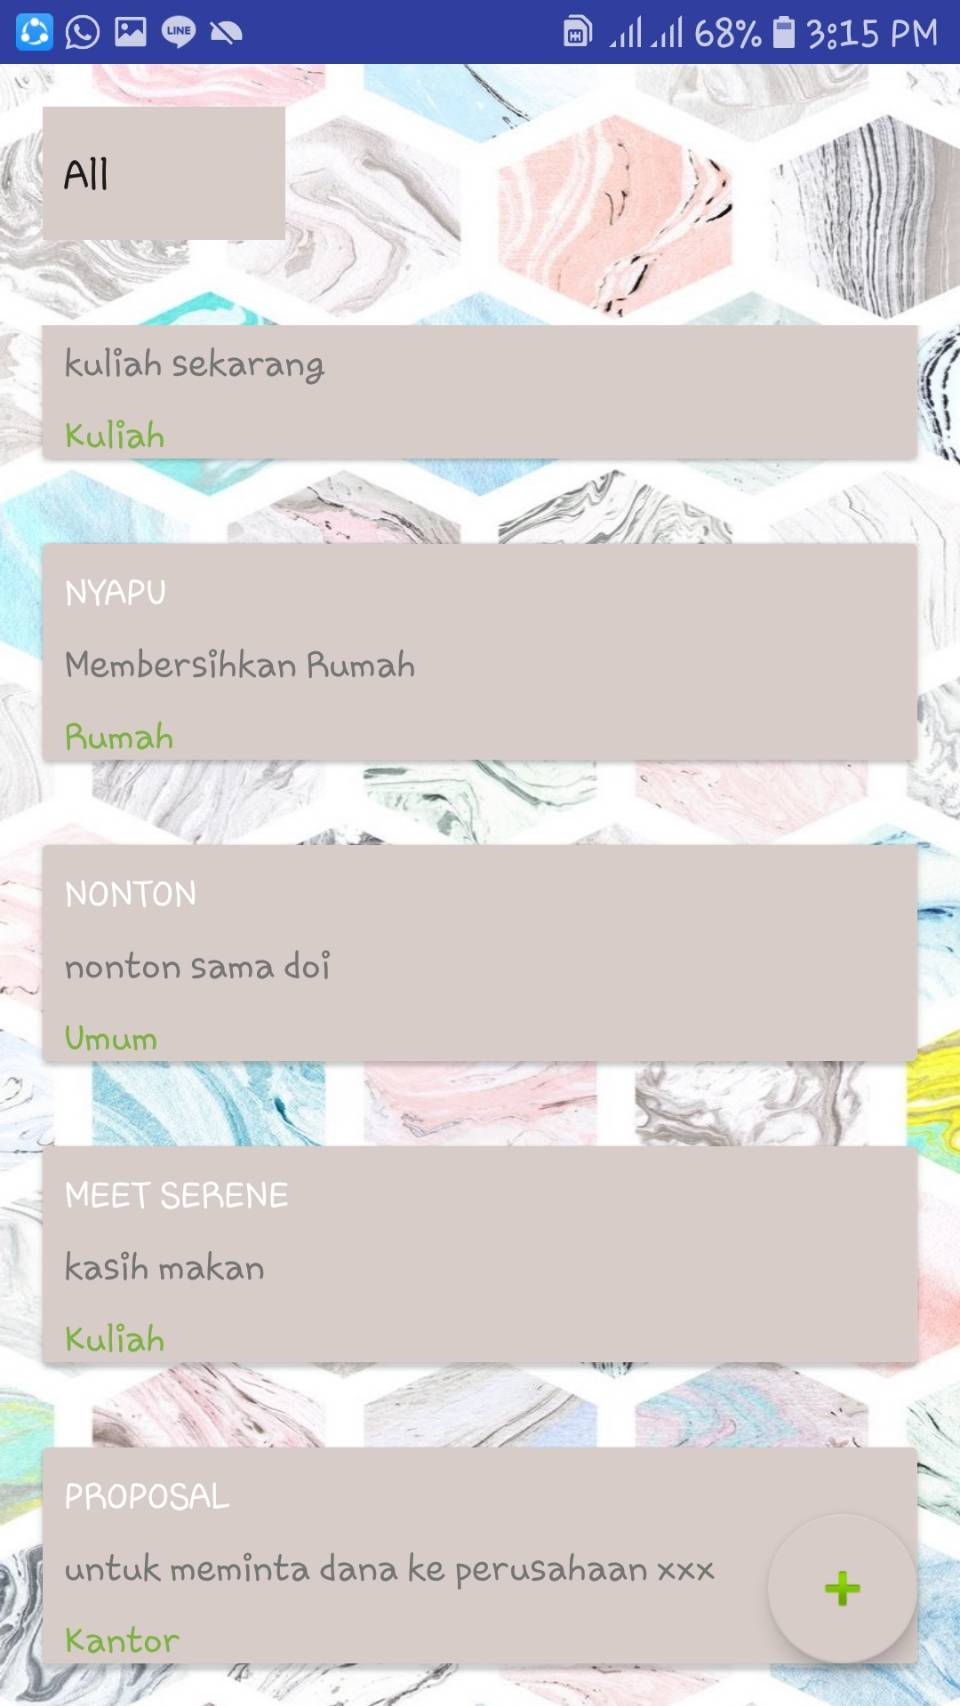 LINE
68%
3:15 PM
All
kuliah sekarang
Kuliah
NYAPU
Membersihkan Rumah
Rumah
NONTON
nonton sama doi
Umum
MEET SERENE
kasih makan
Kuliah
PROPOSAL
untuk meminta dana ke perusahaan xxx
Kantor